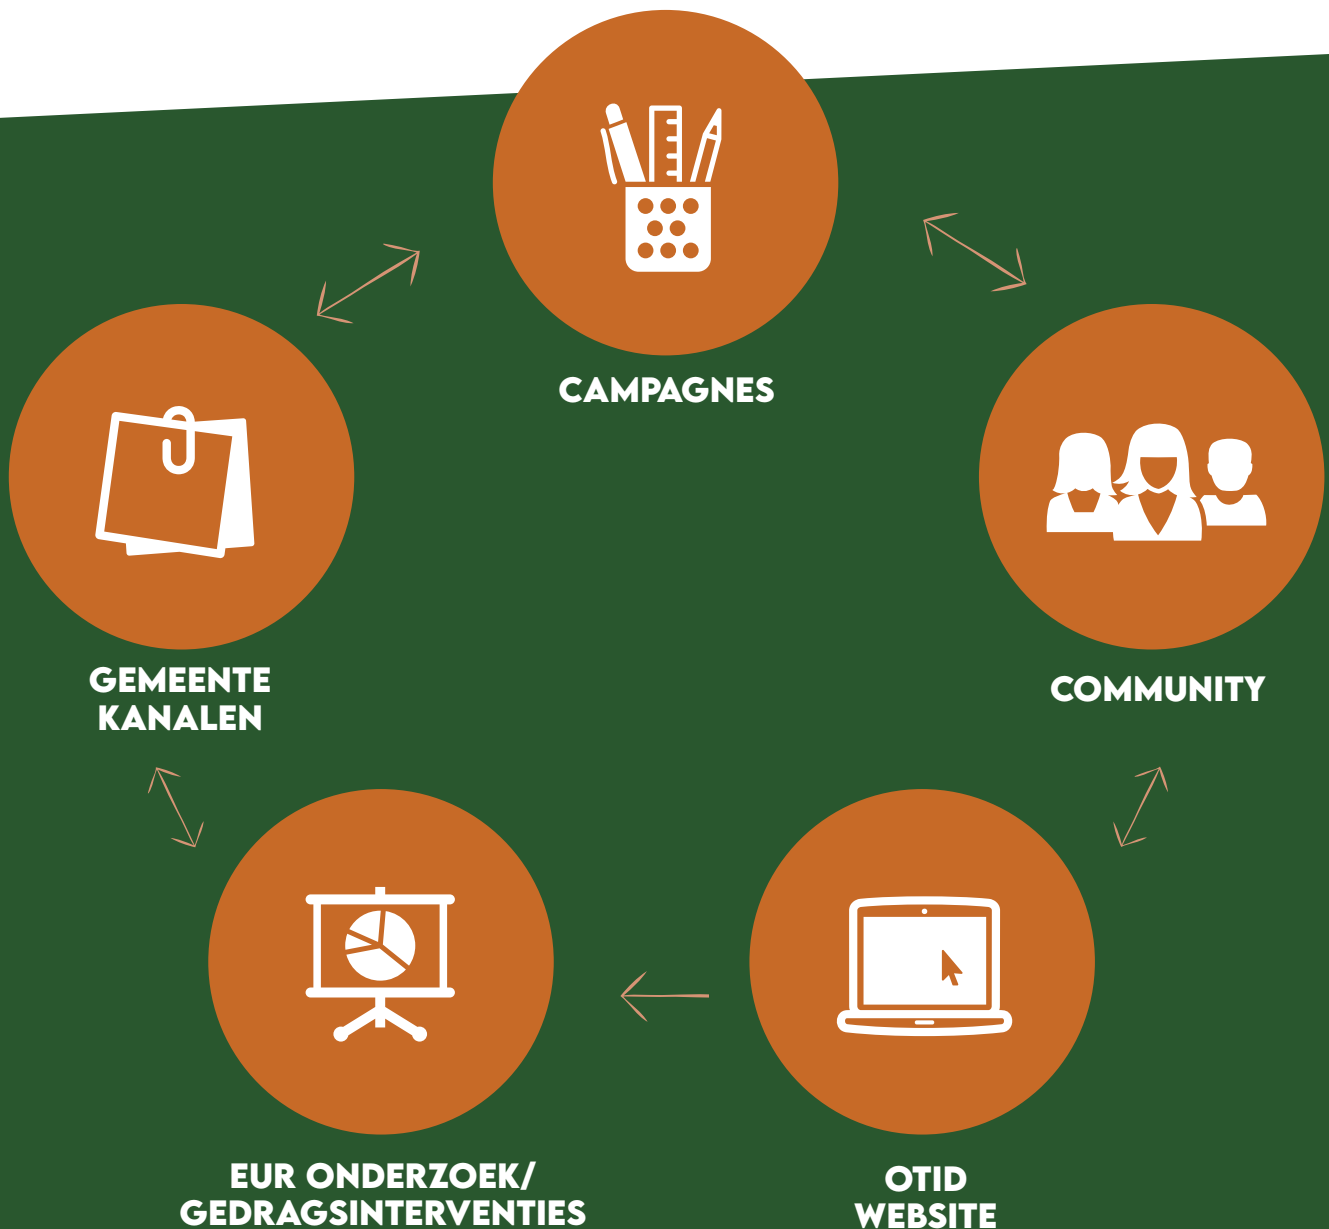 CAMPAGNES
GEMEENTE
KANALEN
COMMUNITY
EUR ONDERZOEK/
GEDRAGSINTERVENTIES
OTID
WEBSITE